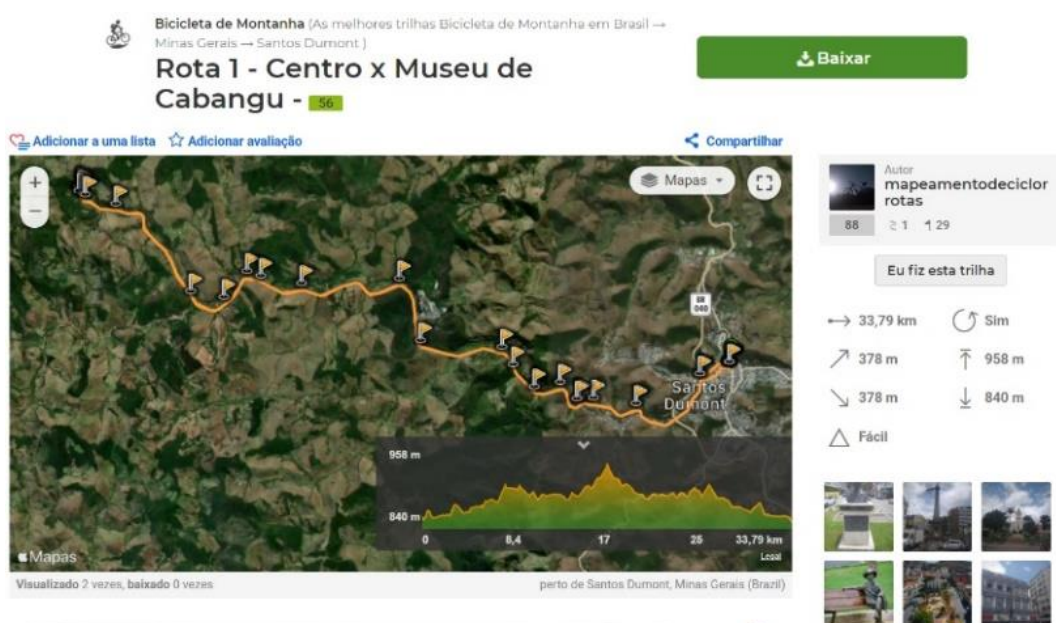 Bicicleta de Montanha (As melhores trilhas Bicicleta de Montanha em Brasil →
Minas Gerais → Santos Dumont )
Rota 1 - Centro x Museu de
Cabangu - 56
Baixar
Adicionar a uma lista Adicionar avaliação
Compartilhar
+
−
Mapas
BR
040
Santos
Dumont
958 m
840 m
0 8,4 17 25 33,79 km
Mapas
Legal
Visualizado 2 vezes, baixado 0 vezes
perto de Santos Dumont, Minas Gerais (Brazil)
Autor
mapeamentodeciclor
rotas
88 1 29
Eu fiz esta trilha
33,79 km Sim
378 m 958 m
378 m 840 m
Fácil